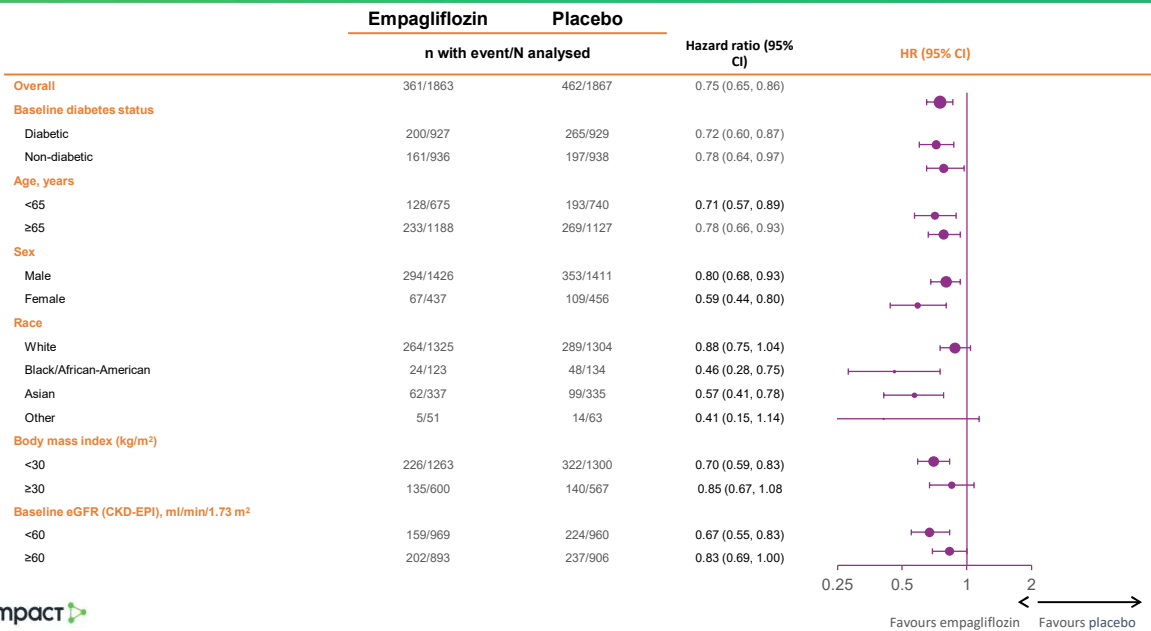 Empagliflozin Placebo
n with event/N analysed Hazard ratio (95% CI) HR (95% CI)
Overall 361/1863 462/1867 0.75 (0.65, 0.86)
Baseline diabetes status
Diabetic 200/927 265/929 0.72 (0.60, 0.87)
Non-diabetic 161/936 197/938 0.78 (0.64, 0.97)
Age, years
<65 128/675 193/740 0.71 (0.57, 0.89)
≥65 233/1188 269/1127 0.78 (0.66, 0.93)
Sex
Male 294/1426 353/1411 0.80 (0.68, 0.93)
Female 67/437 109/456 0.59 (0.44, 0.80)
Race
White 264/1325 289/1304 0.88 (0.75, 1.04)
Black/African-American 24/123 48/134 0.46 (0.28, 0.75)
Asian 62/337 99/335 0.57 (0.41, 0.78)
Other 5/51 14/63 0.41 (0.15, 1.14)
Body mass index (kg/m²)
<30 226/1263 322/1300 0.70 (0.59, 0.83)
≥30 135/600 140/567 0.85 (0.67, 1.08
Baseline eGFR (CKD-EPI), ml/min/1.73 m²
<60 159/969 224/960 0.67 (0.55, 0.83)
≥60 202/893 237/906 0.83 (0.69, 1.00)
0.25 0.5 1 2
Favours empagliflozin Favours placebo
mpact